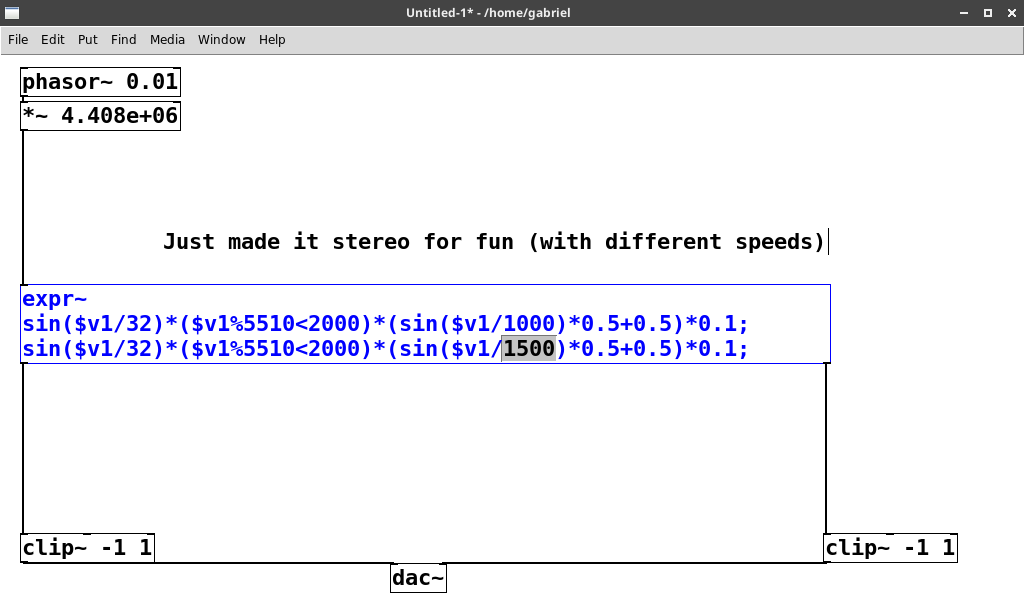 Untitled-1* - /home/gabriel
File Edit Put Find Media Window Help
phasor~ 0.01
*~ 4.408e+06
Just made it stereo for fun (with different speeds)
expr~
sin($v1/32)*($v1%5510<2000)*(sin($v1/1000)*0.5+0.5)*0.1;
sin($v1/32)*($v1%5510<2000)*(sin($v1/1500)*0.5+0.5)*0.1;
clip~ -1 1
clip~ -1 1
dac~